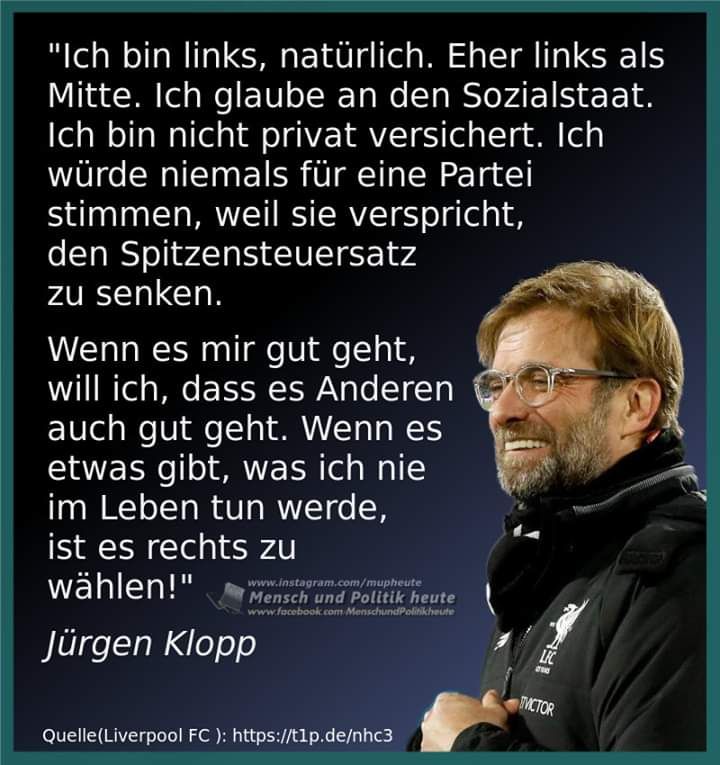 "Ich bin links, natürlich. Eher links als
Mitte. Ich glaube an den Sozialstaat.
Ich bin nicht privat versichert. Ich
würde niemals für eine Partei
stimmen, weil sie verspricht,
den Spitzensteuersatz
zu senken.
Wenn es mir gut geht,
will ich, dass es Anderen
auch gut geht. Wenn es
etwas gibt, was ich nie
im Leben tun werde,
ist es rechts zu
wählen!"
www.instagram.com/mupheute
Mensch und Politik heute
www.facebook.com/MenschundPolitikheute
Jürgen Klopp
L.F.C.
Quelle(Liverpool FC ): https://t1p.de/nhc3